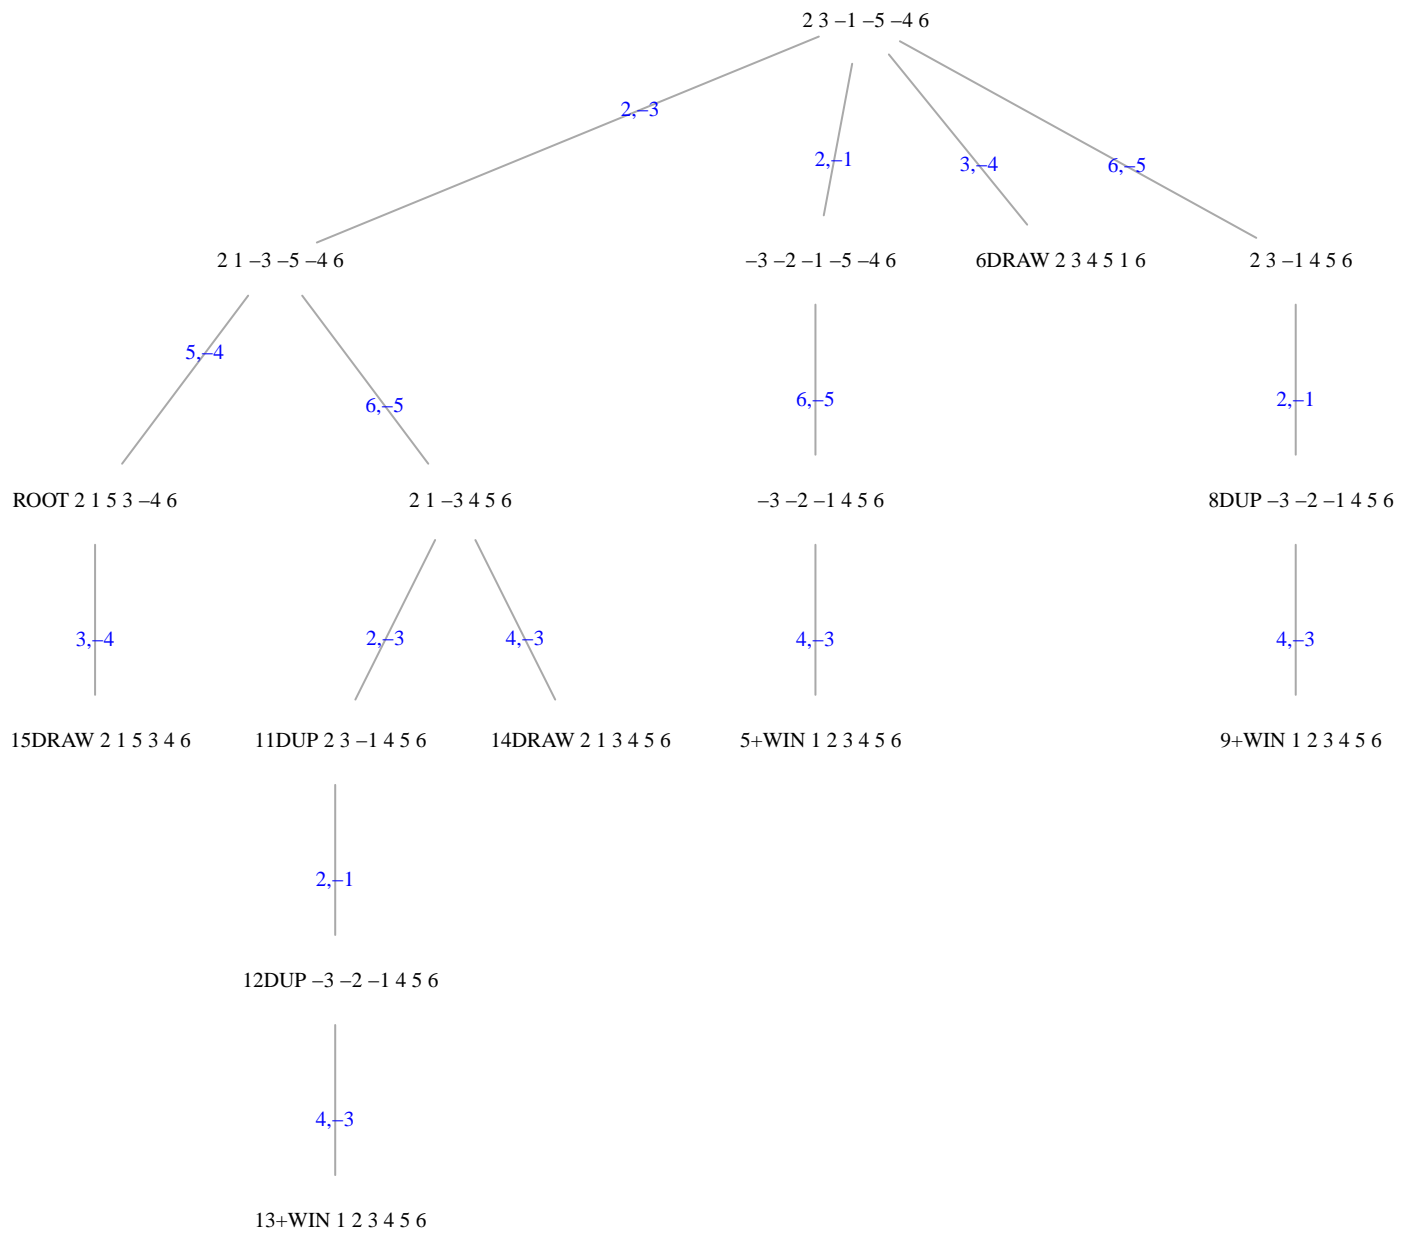 2 3 –1 –5 –4 6
2,–3
2,–1
3,–4
6,–5
2 1 –3 –5 –4 6
–3 –2 –1 –5 –4 6
6DRAW 2 3 4 5 1 6
2 3 –1 4 5 6
5,–4
6,–5
6,–5
2,–1
ROOT 2 1 5 3 –4 6
2 1 –3 4 5 6
–3 –2 –1 4 5 6
8DUP –3 –2 –1 4 5 6
3,–4
2,–3
4,–3
4,–3
4,–3
15DRAW 2 1 5 3 4 6
11DUP 2 3 –1 4 5 6
14DRAW 2 1 3 4 5 6
5+WIN 1 2 3 4 5 6
9+WIN 1 2 3 4 5 6
2,–1
12DUP –3 –2 –1 4 5 6
4,–3
13+WIN 1 2 3 4 5 6